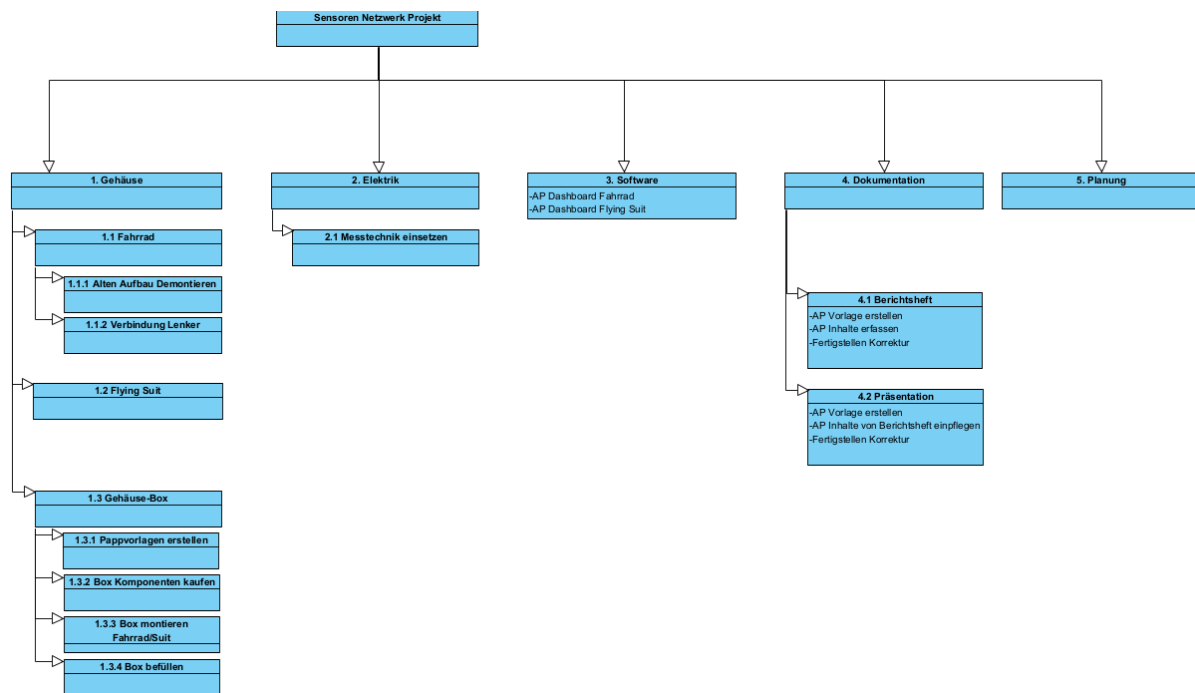 Sensoren Netzwerk Projekt
1. Gehäuse
2. Elektrik
3. Software
-AP Dashboard Fahrrad
-AP Dashboard Flying Suit
4. Dokumentation
5. Planung
1.1 Fahrrad
1.1.1 Alten Aufbau Demontieren
1.1.2 Verbindung Lenker
1.2 Flying Suit
1.3 Gehäuse-Box
1.3.1 Pappvorlagen erstellen
1.3.2 Box Komponenten kaufen
1.3.3 Box montieren
Fahrrad/Suit
1.3.4 Box befüllen
2.1 Messtechnik einsetzen
4.1 Berichtsheft
-AP Vorlage erstellen
-AP Inhalte erfassen
-Fertigstellen Korrektur
4.2 Präsentation
-AP Vorlage erstellen
-AP Inhalte von Berichtsheft einpflegen
-Fertigstellen Korrektur